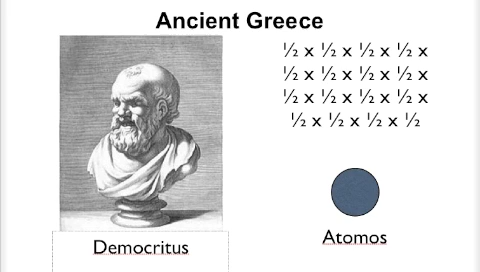 Ancient Greece
½ x ½ x ½ x ½ x
½ x ½ x ½ x ½ x
½ x ½ x ½ x ½ x
½ x ½ x ½ x ½
Democritus
Atomos